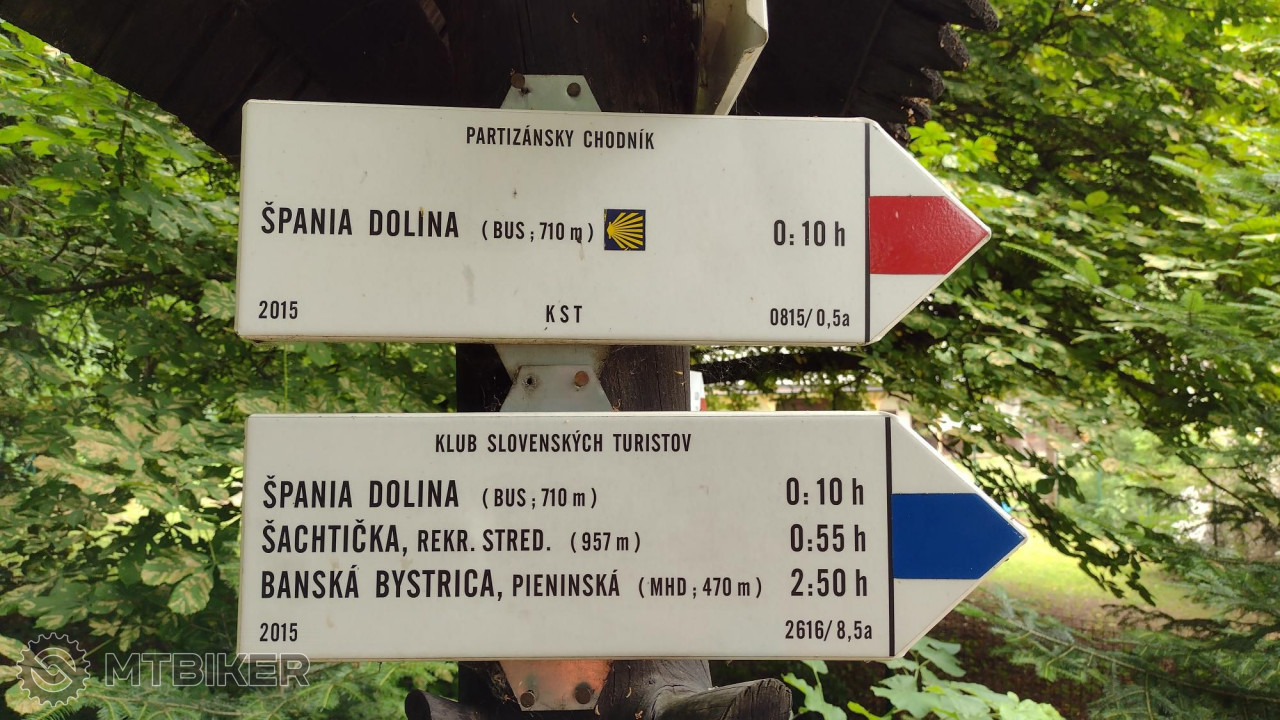 PARTIZÁNSKY CHODNÍK
ŠPANIA DOLINA (BUS; 710 m) 0:10 h
2015 KST 0815/0,5a
KLUB SLOVENSKÝCH TURISTOV
ŠPANIA DOLINA (BUS; 710 m) 0:10 h
ŠACHTIČKA, REKR. STRED. (957 m) 0:55 h
BANSKÁ BYSTRICA, PIENINSKÁ (MHD; 470 m) 2:50 h
2015 2616/8,5a
MTBIKER